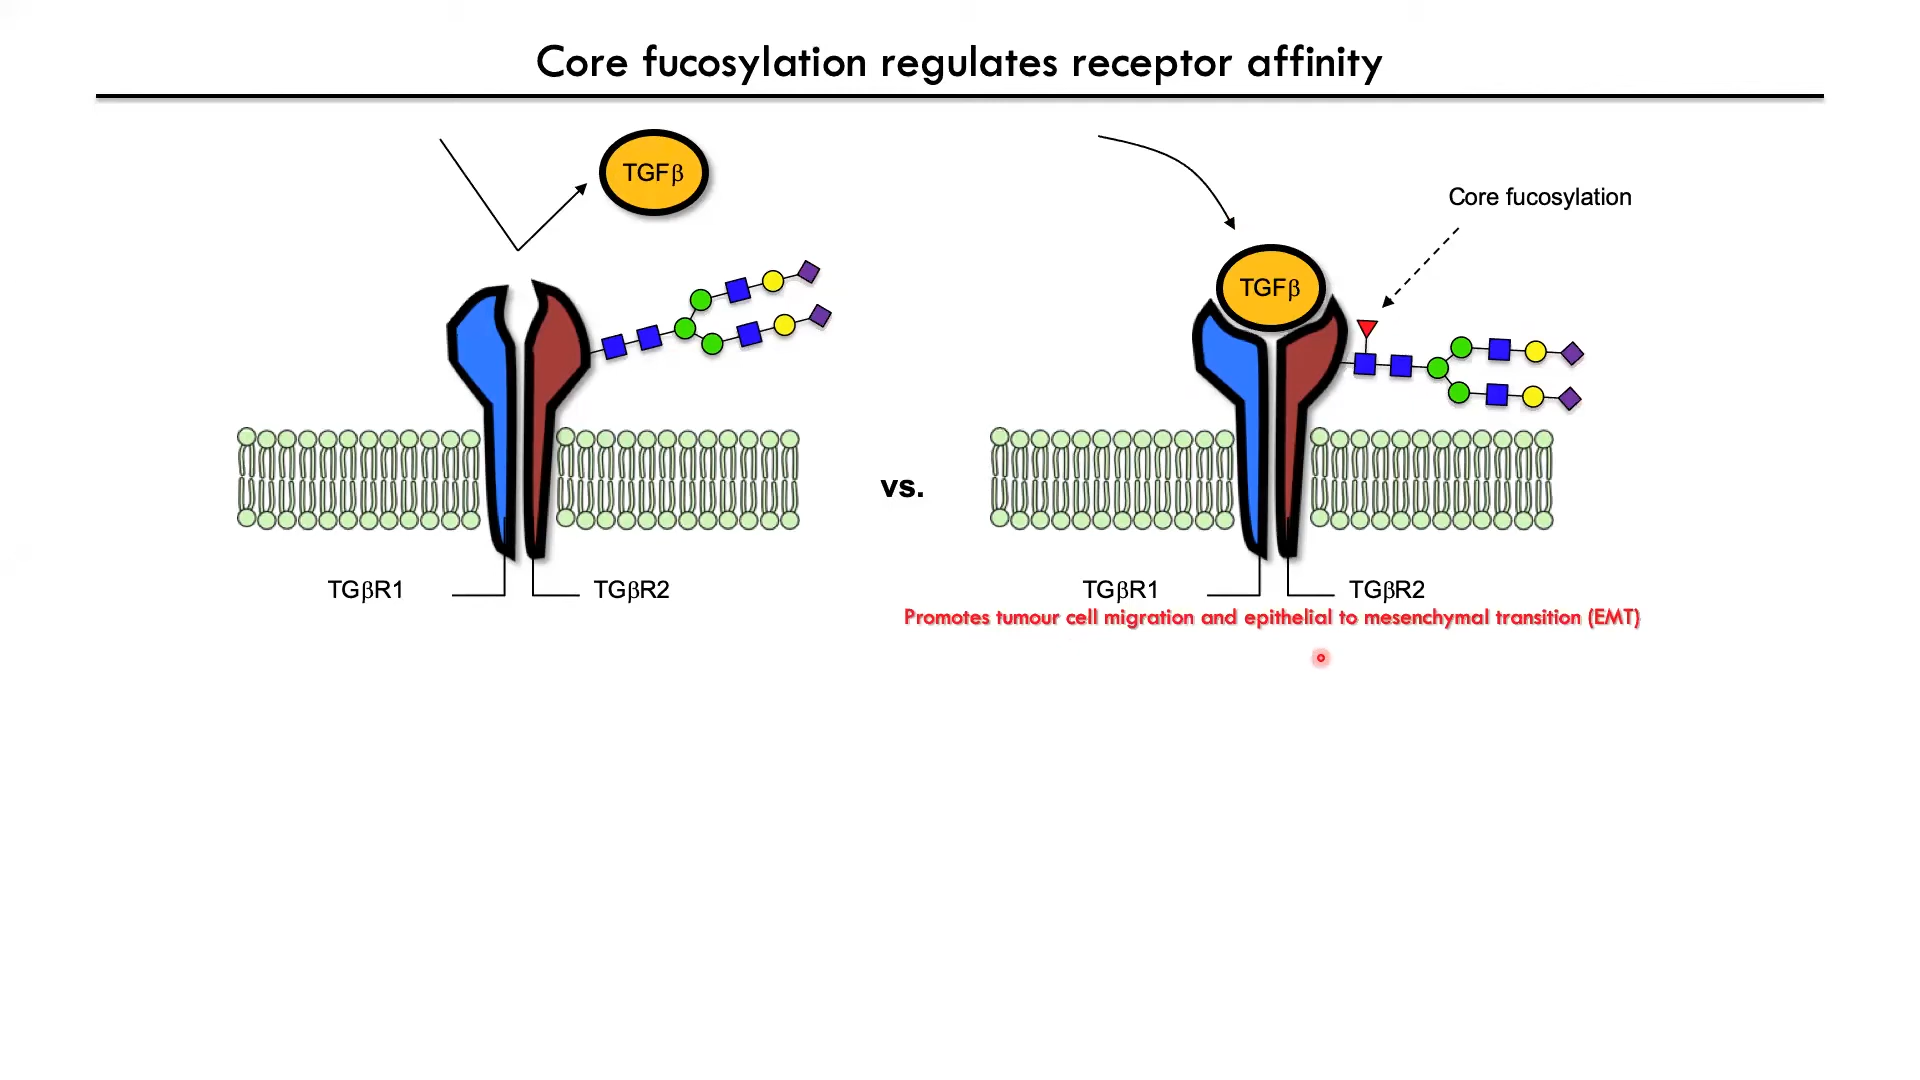 Core fucosylation regulates receptor affinity
TGFβ
Core fucosylation
TGFβ
vs.
TGβR1
TGβR2
TGβR1
TGβR2
Promotes tumour cell migration and epithelial to mesenchymal transition (EMT)